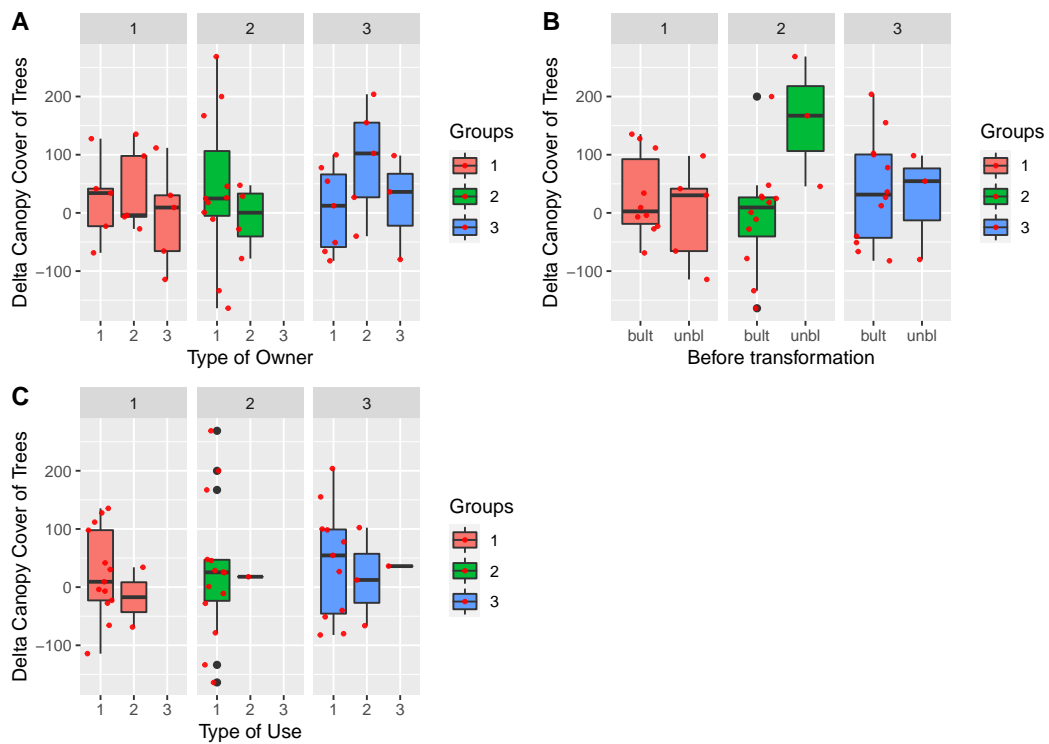 A
1 2 3
Delta Canopy Cover of Trees
200
100
0
−100
1 2 3 1 2 3 1 2 3
Type of Owner
Groups
1
2
3
B
1 2 3
Delta Canopy Cover of Trees
200
100
0
−100
bult unbl bult unbl bult unbl
Before transformation
Groups
1
2
3
C
1 2 3
Delta Canopy Cover of Trees
200
100
0
−100
1 2 3 1 2 3 1 2 3
Type of Use
Groups
1
2
3